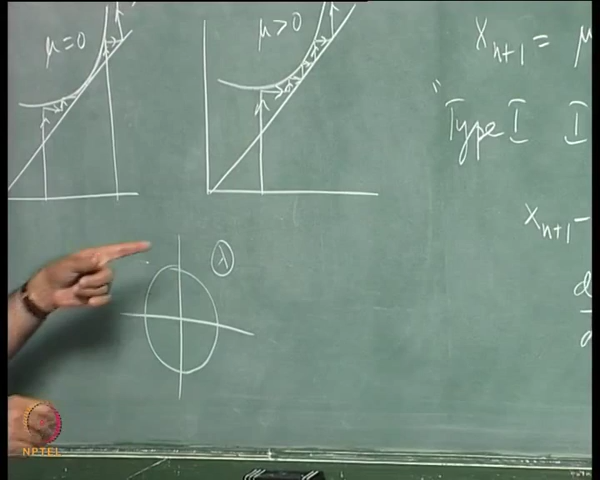 μ=0
μ>0
X_{n+1} = μ
"Type I I
X_{n+1} -
d
λ
NPTEL